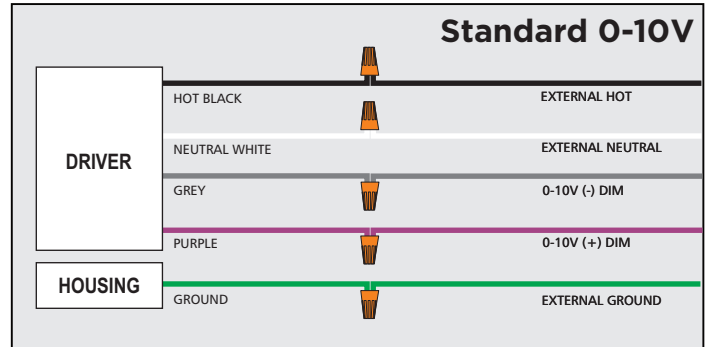 Standard 0-10V
HOT BLACK
EXTERNAL HOT
DRIVER
NEUTRAL WHITE
EXTERNAL NEUTRAL
GREY
0-10V (-) DIM
PURPLE
0-10V (+) DIM
HOUSING
GROUND
EXTERNAL GROUND